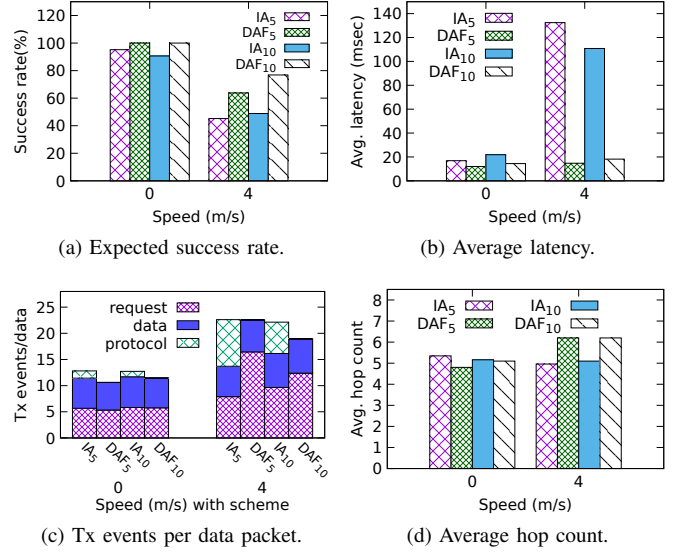 Success rate(%)
120
100
80
60
40
20
0
IA5
DAF5
IA10
DAF10
0 4
Speed (m/s)
(a) Expected success rate.
Avg. latency (msec)
140
120
100
80
60
40
20
0
IA5
DAF5
IA10
DAF10
0 4
Speed (m/s)
(b) Average latency.
Tx events/data
25
20
15
10
5
0
request
data
protocol
IA5 DAF5 IA10 DAF10 IA5 DAF5 IA10 DAF10
0 4
Speed (m/s) with scheme
(c) Tx events per data packet.
Avg. hop count
8
7
6
5
4
3
2
1
0
IA5 IA10
DAF5 DAF10
0 4
Speed (m/s)
(d) Average hop count.